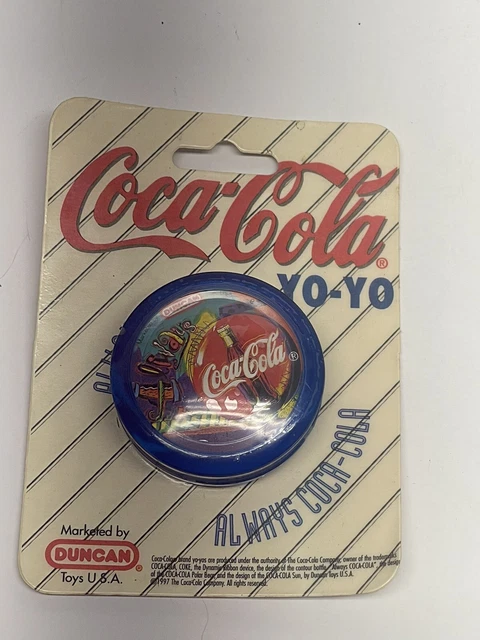 Coca-Cola®
YO-YO
DUNCAN
Always
Coca-Cola®
ALWAYS COCA-COLA
Marketed by
DUNCAN®
Toys U.S.A.
Coca-Cola® brand yo-yos are produced under the authority of The Coca-Cola Company, owner of the trademarks
COCA-COLA, COKE, the Dynamic Ribbon device, the design of the contour bottle, "Always COCA-COLA", the design
of the COCA-COLA Polar Bear, and the design of the COCA-COLA Sun, by Duncan Toys U.S.A.
©1997 The Coca-Cola Company. All rights reserved.